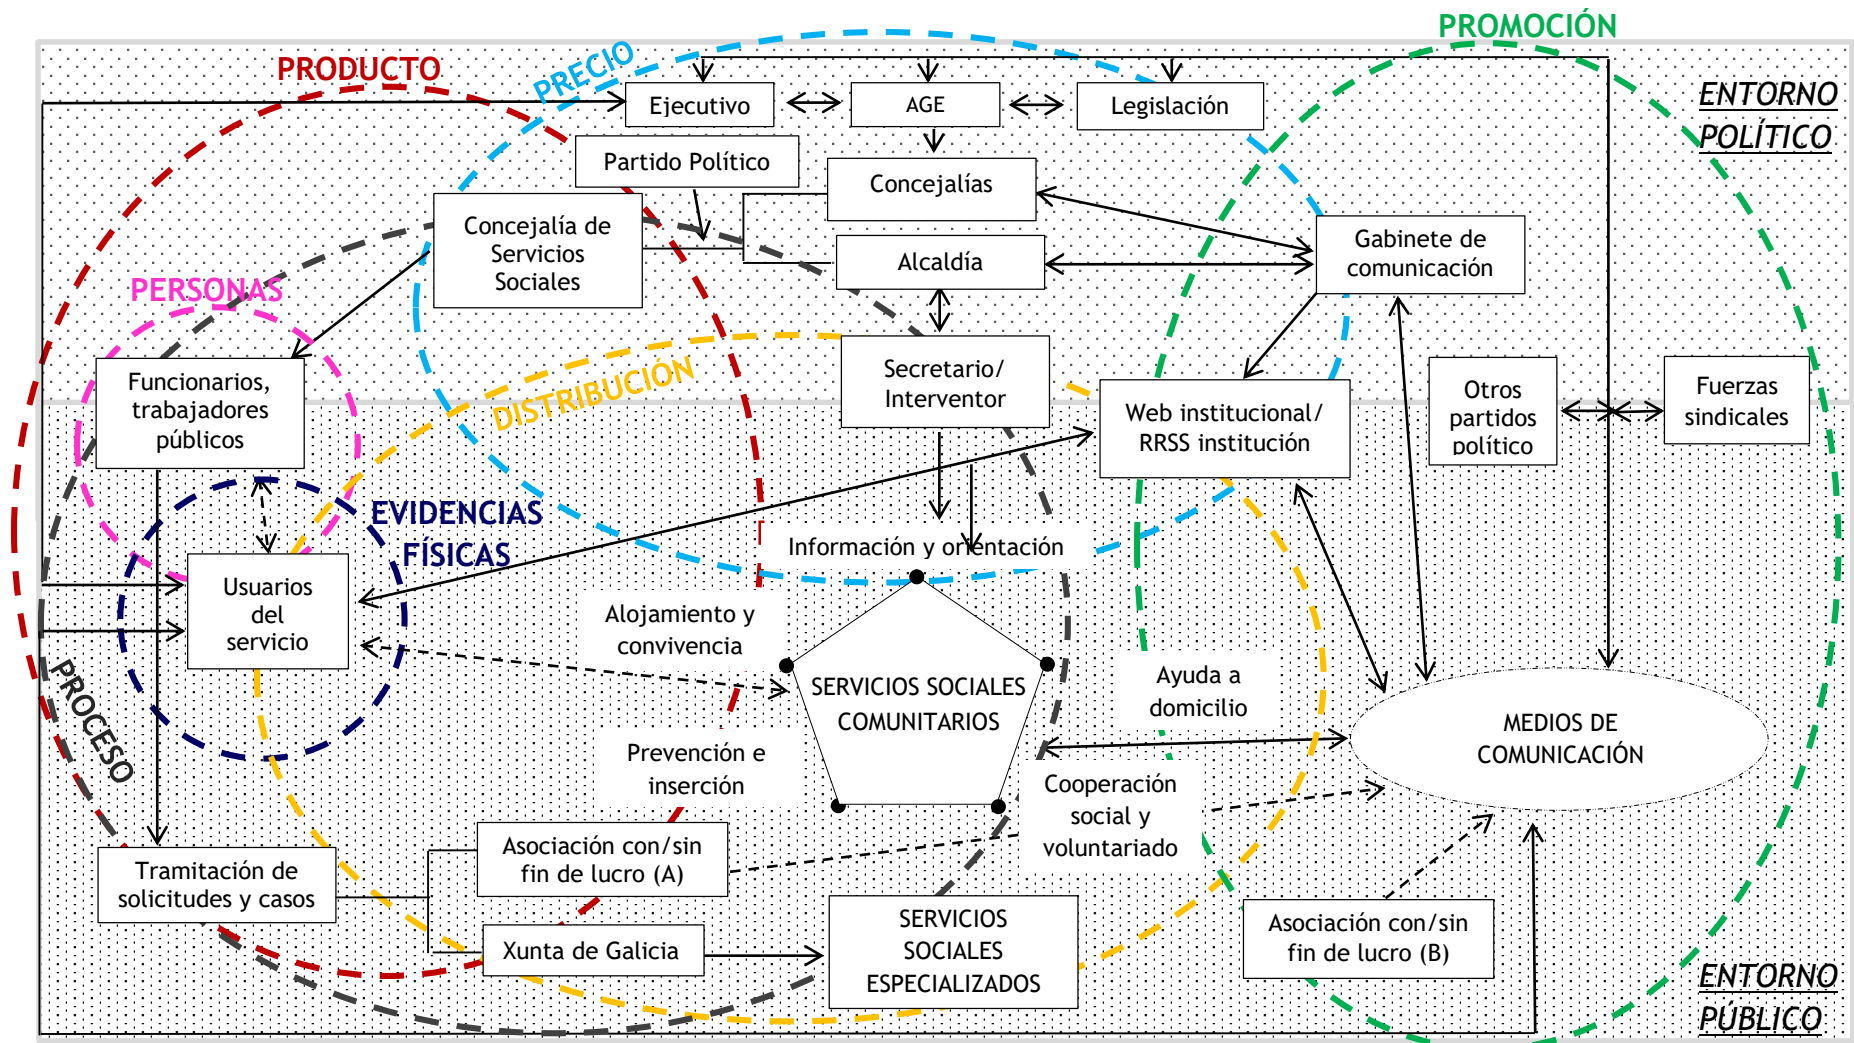 PROMOCIÓN
PRODUCTO
PRECIO
ENTORNO
POLÍTICO
Ejecutivo
AGE
Legislación
Partido Político
Concejalías
Concejalía de
Servicios
Sociales
Alcaldía
Gabinete de
comunicación
PERSONAS
Funcionarios,
trabajadores
públicos
DISTRIBUCIÓN
Secretario/
Interventor
Web institucional/
RRSS institución
Otros
partidos
político
Fuerzas
sindicales
EVIDENCIAS
FÍSICAS
Información y orientación
Usuarios
del
servicio
Alojamiento y
convivencia
PROCESO
SERVICIOS SOCIALES
COMUNITARIOS
Ayuda a
domicilio
MEDIOS DE
COMUNICACIÓN
Prevención e
inserción
Cooperación
social y
voluntariado
Asociación con/sin
fin de lucro (A)
Tramitación de
solicitudes y casos
Xunta de Galicia
SERVICIOS
SOCIALES
ESPECIALIZADOS
Asociación con/sin
fin de lucro (B)
ENTORNO
PÚBLICO